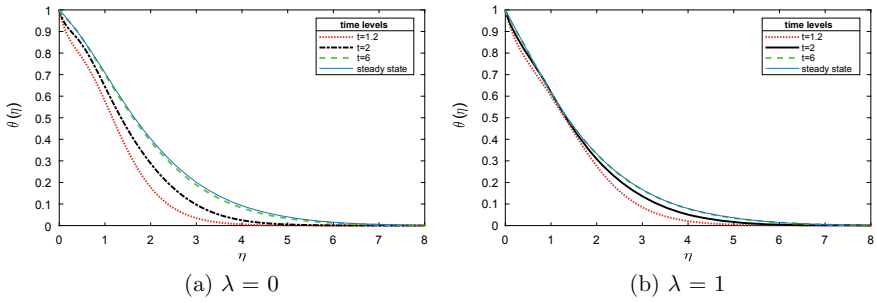 1
0.9
0.8
0.7
0.6
0.5
0.4
0.3
0.2
0.1
0
θ (η)
0 1 2 3 4 5 6 7 8
η
time levels
t=1.2
t=2
t=6
steady state
(a) λ = 0
1
0.9
0.8
0.7
0.6
0.5
0.4
0.3
0.2
0.1
0
θ (η)
0 1 2 3 4 5 6 7 8
η
time levels
t=1.2
t=2
t=6
steady state
(b) λ = 1